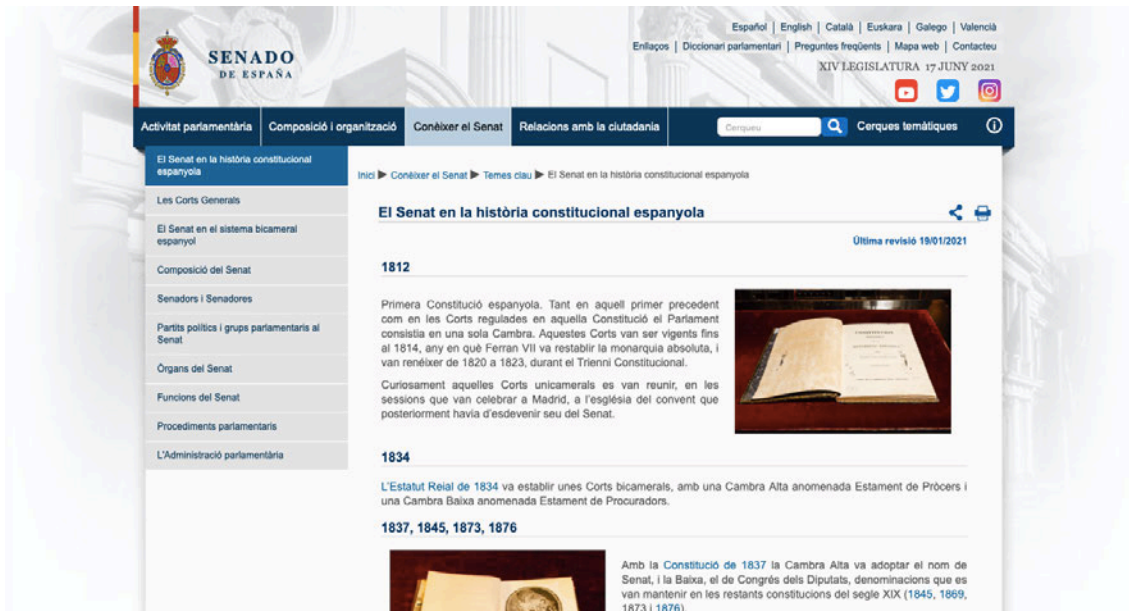 Español | English | Català | Euskara | Galego | Valencià
Enllaços | Diccionari parlamentari | Preguntes freqüents | Mapa web | Contacteu
SENADO
DE ESPAÑA
XIV LEGISLATURA 17 JUNY 2021
Activitat parlamentària
Composició i organització
Conèixer el Senat
Relacions amb la ciutadania
Cerqueu
Cerques temàtiques
El Senat en la història constitucional
espanyola
Les Corts Generals
El Senat en el sistema bicameral
espanyol
Composició del Senat
Senadors i Senadores
Partits polítics i grups parlamentaris al
Senat
Òrgans del Senat
Funcions del Senat
Procediments parlamentaris
L'Administració parlamentària
Inici ▶ Conèixer el Senat ▶ Temes clau ▶ El Senat en la història constitucional espanyola
El Senat en la història constitucional espanyola
Última revisió 19/01/2021
1812
Primera Constitució espanyola. Tant en aquell primer precedent
com en les Corts regulades en aquella Constitució el Parlament
consistia en una sola Cambra. Aquestes Corts van ser vigents fins
al 1814, any en què Ferran VII va restablir la monarquia absoluta, i
van renéixer de 1820 a 1823, durant el Trienni Constitucional.
Curiosament aquelles Corts unicamerals es van reunir, en les
sessions que van celebrar a Madrid, a l'església del convent que
posteriorment havia d'esdevenir seu del Senat.
1834
L'Estatut Reial de 1834 va establir unes Corts bicamerals, amb una Cambra Alta anomenada Estament de Pròcers i
una Cambra Baixa anomenada Estament de Procuradors.
1837, 1845, 1873, 1876
Amb la Constitució de 1837 la Cambra Alta va adoptar el nom de
Senat, i la Baixa, el de Congrés dels Diputats, denominacions que es
van mantenir en les restants constitucions del segle XIX (1845, 1869,
1873 i 1876).